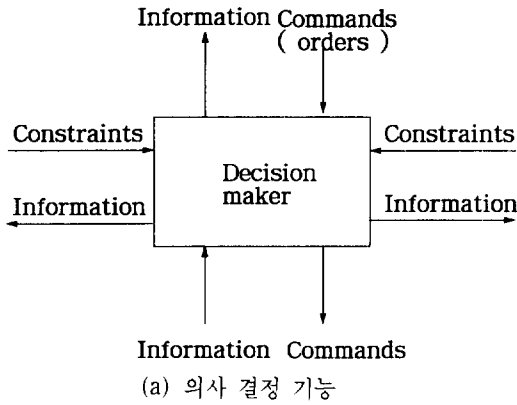 Information Commands
( orders )
Constraints
Constraints
Decision
maker
Information
Information
Information Commands
(a) 의사 결정 기능